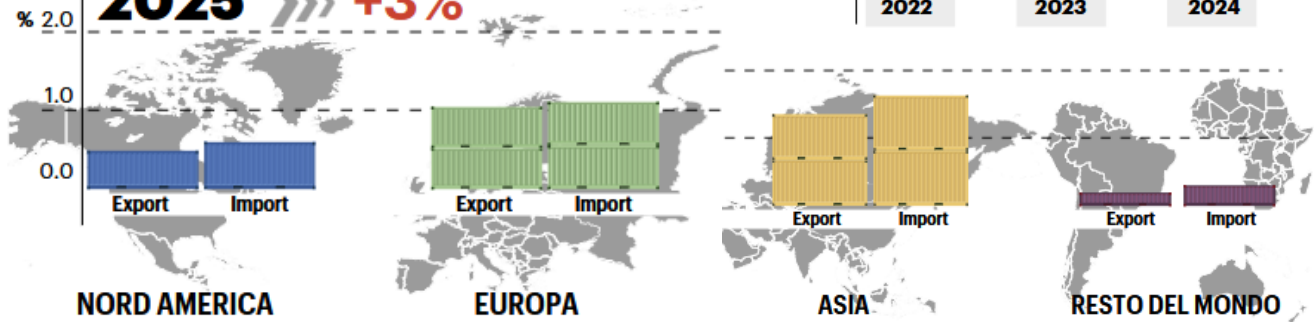 2025 +3%
2022 2023 2024
% 2.0
1.0
0.0
Export Import
Export Import
Export Import
Export Import
NORD AMERICA
EUROPA
ASIA
RESTO DEL MONDO